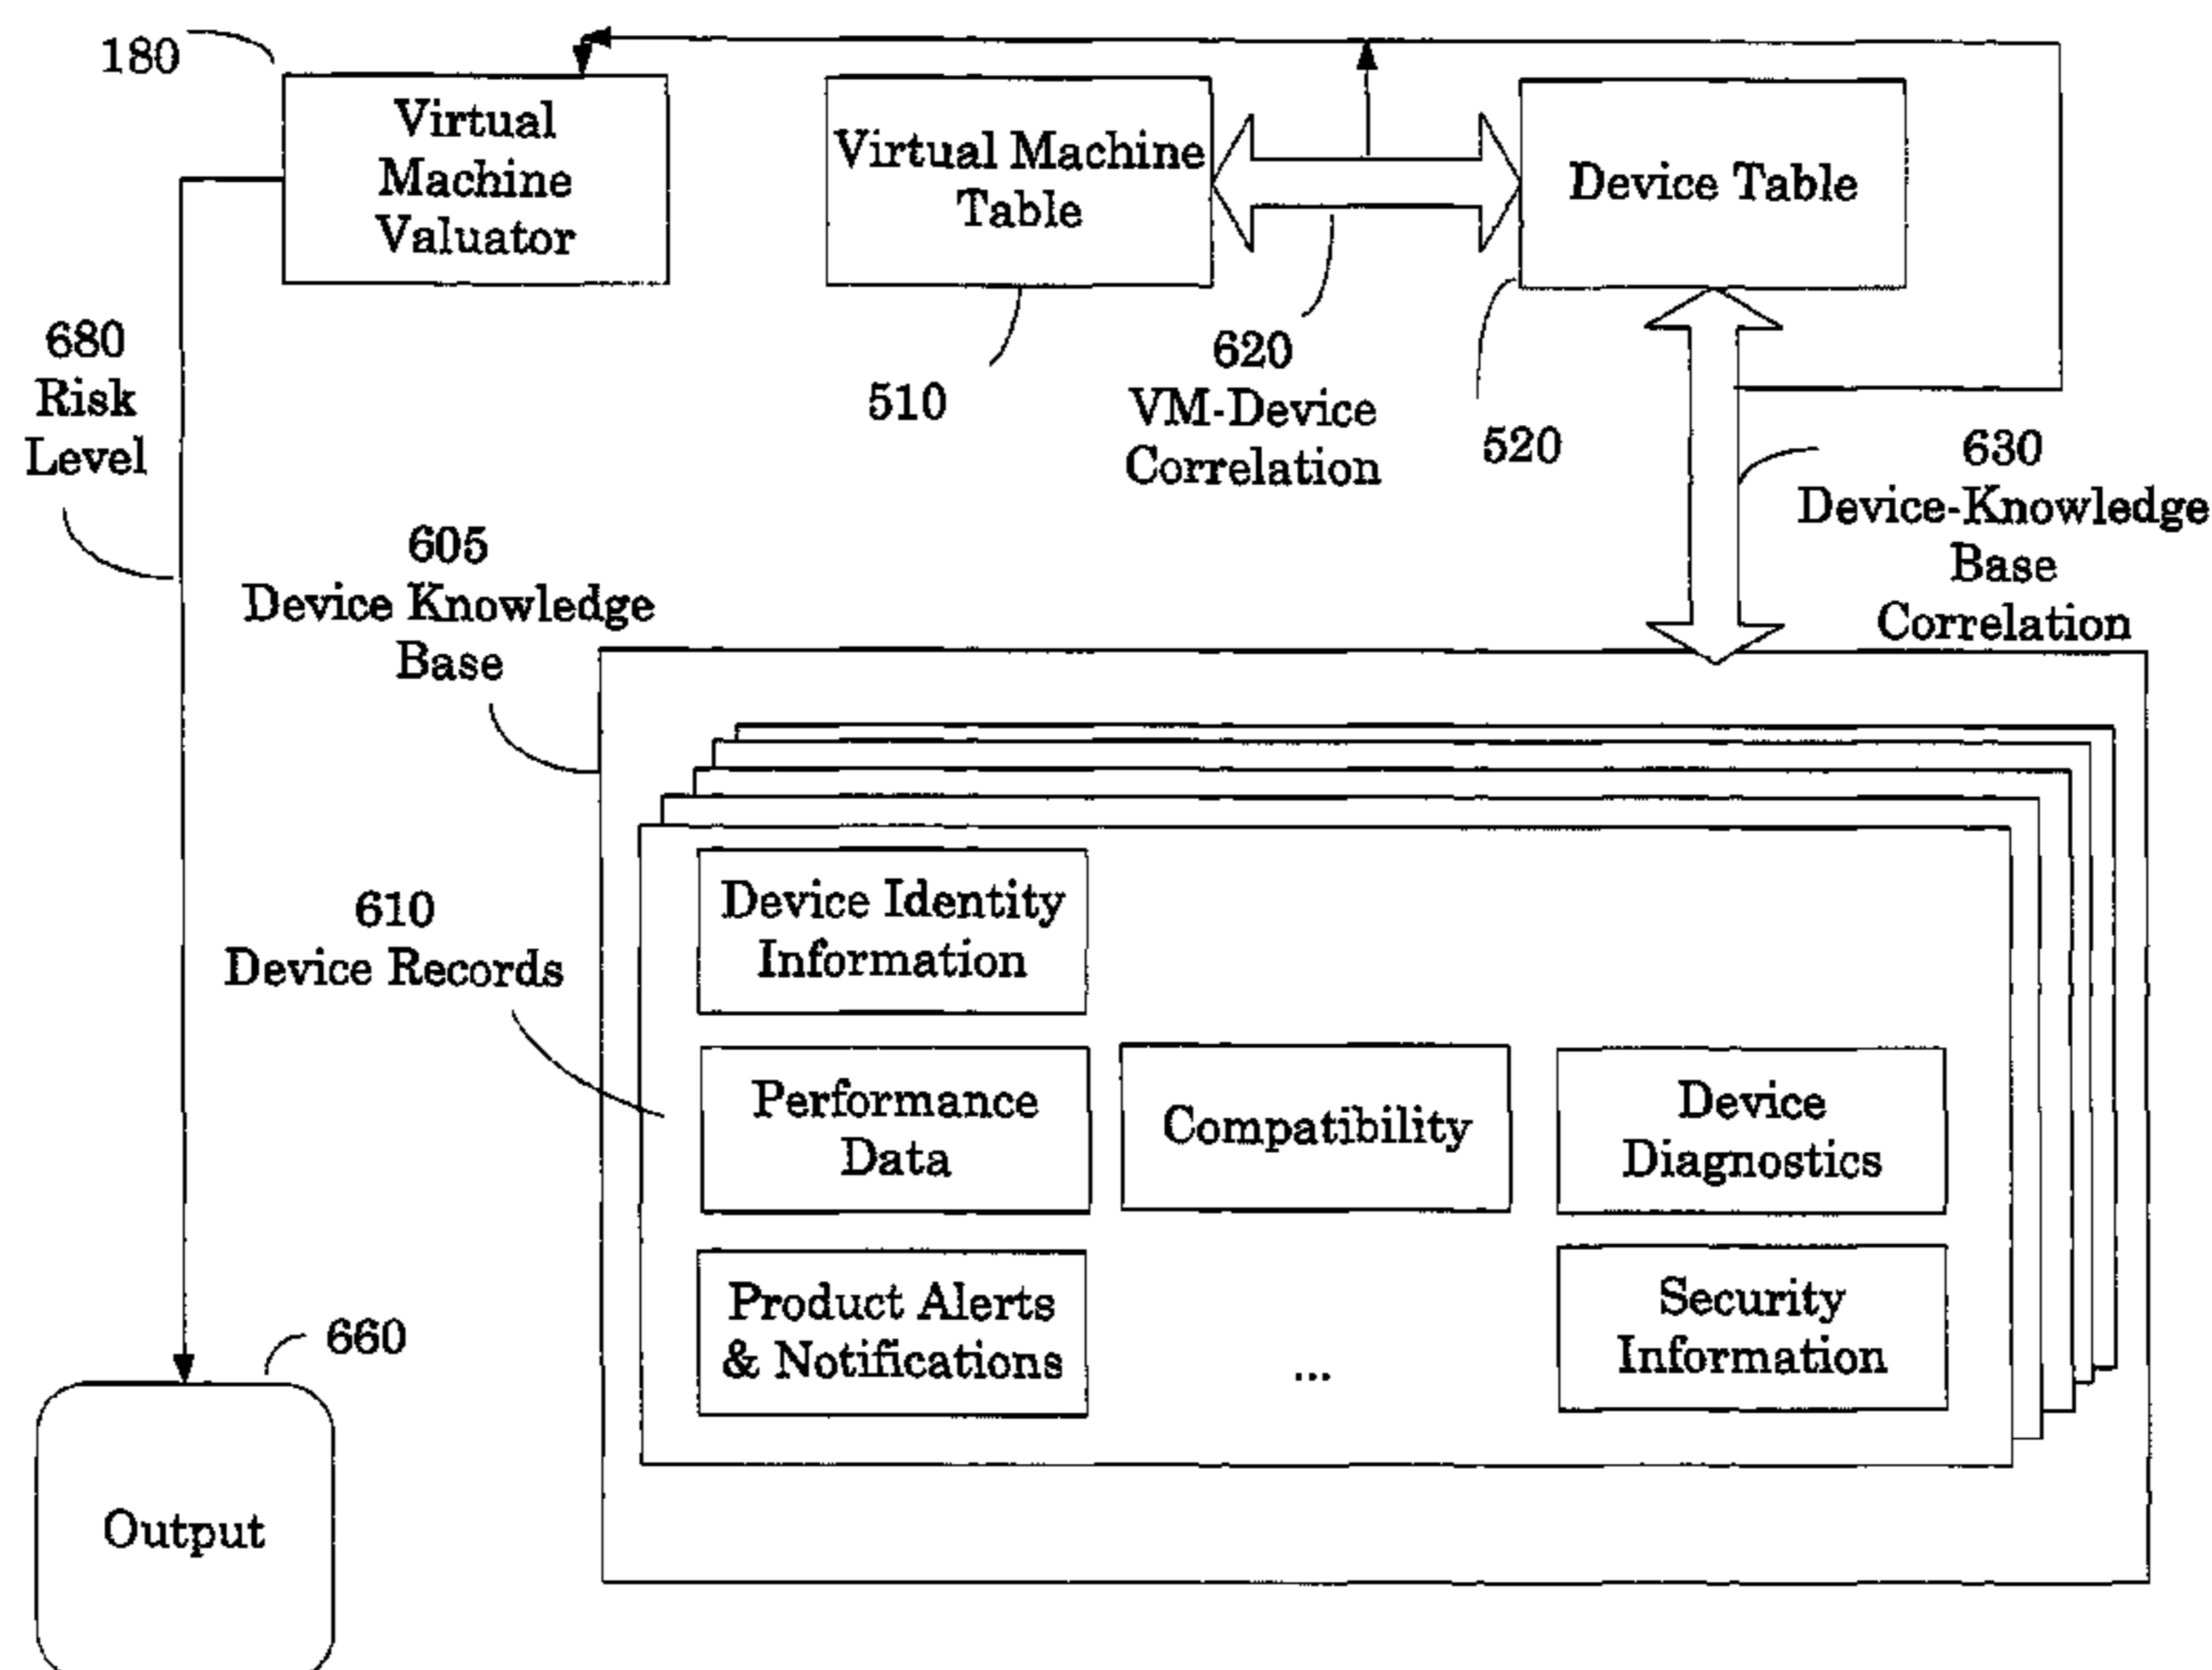 180
Virtual
Machine
Valuator
Virtual Machine
Table
Device Table
680
Risk
Level
510
620
VM-Device
Correlation
520
630
Device-Knowledge
Base
Correlation
605
Device Knowledge
Base
610
Device Records
Device Identity
Information
Performance
Data
Compatibility
Device
Diagnostics
Product Alerts
& Notifications
...
Security
Information
660
Output